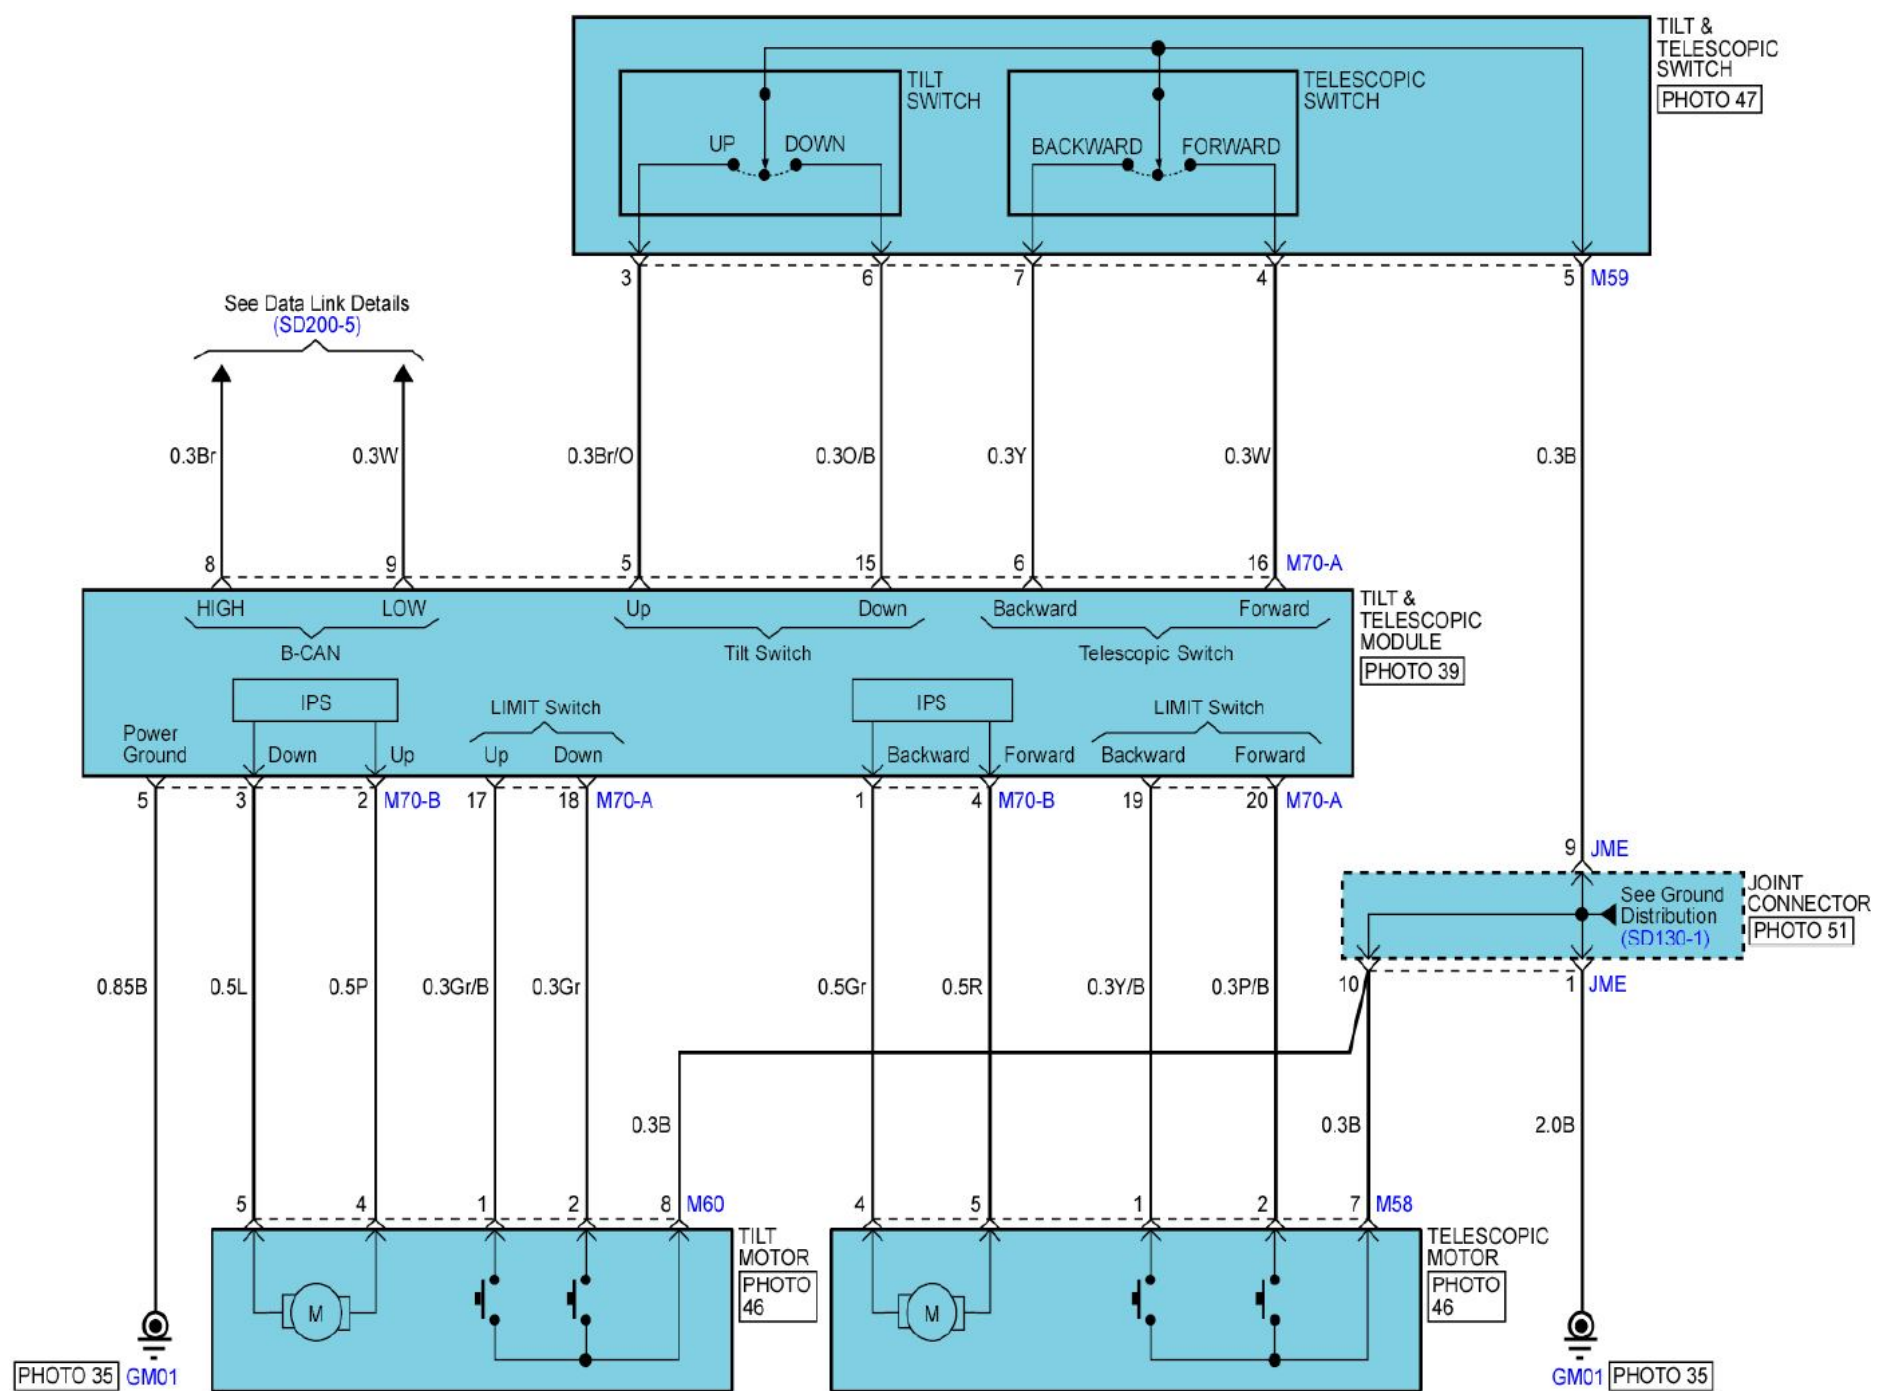 TILT &
TELESCOPIC
SWITCH
PHOTO 47
TILT
SWITCH
TELESCOPIC
SWITCH
UP
DOWN
BACKWARD
FORWARD
3
6
7
4
5
M59
See Data Link Details
(SD200-5)
0.3Br
0.3W
0.3Br/O
0.3O/B
0.3Y
0.3W
0.3B
8
9
5
15
6
16
M70-A
HIGH
LOW
B-CAN
Up
Down
Tilt Switch
Backward
Forward
Telescopic Switch
TILT &
TELESCOPIC
MODULE
PHOTO 39
Power
Ground
IPS
Down
Up
LIMIT Switch
Up
Down
IPS
Backward
Forward
LIMIT Switch
Backward
Forward
5
3
2
M70-B
17
18
M70-A
1
4
M70-B
19
20
M70-A
9
JME
See Ground
Distribution
(SD130-1)
JOINT
CONNECTOR
PHOTO 51
10
1
JME
0.85B
0.5L
0.5P
0.3Gr/B
0.3Gr
0.5Gr
0.5R
0.3Y/B
0.3P/B
0.3B
0.3B
2.0B
5
4
1
2
8
M60
4
5
1
2
7
M58
TILT
MOTOR
PHOTO
46
M
TELESCOPIC
MOTOR
PHOTO
46
M
PHOTO 35
GM01
GM01
PHOTO 35